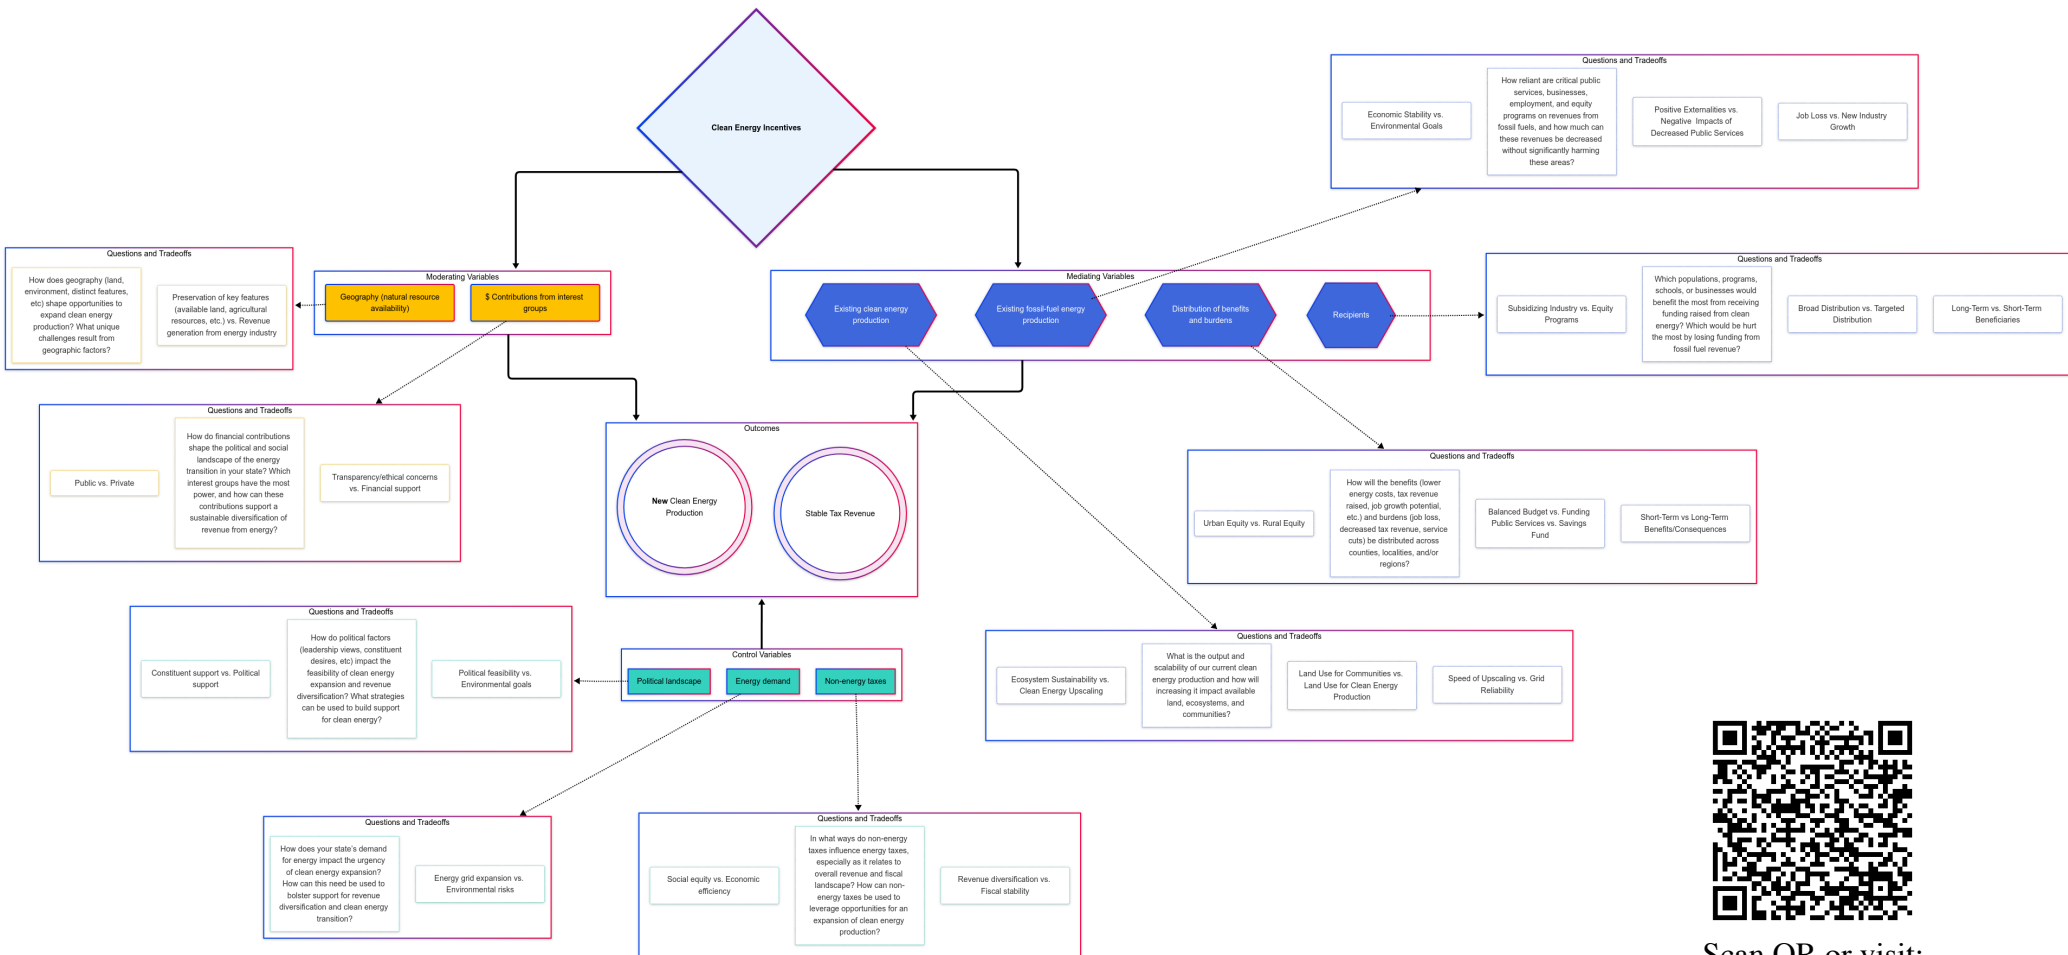 Clean Energy Incentives
Questions and Tradeoffs
Economic Stability vs.
Environmental Goals
How reliant are critical public
services, businesses,
employment, and equity
programs on revenues from
fossil fuels, and how much can
these revenues be decreased
without significantly harming
these areas?
Positive Externalities vs.
Negative Impacts of
Decreased Public Services
Job Loss vs. New Industry
Growth
Questions and Tradeoffs
How does geography (land,
environment, distinct features,
etc) shape opportunities to
expand clean energy
production? What unique
challenges result from
geographic factors?
Preservation of key features
(available land, agricultural
resources, etc.) vs. Revenue
generation from energy industry
Moderating Variables
Geography (natural resource
availability)
$ Contributions from interest
groups
Mediating Variables
Existing clean energy
production
Existing fossil-fuel energy
production
Distribution of benefits
and burdens
Recipients
Questions and Tradeoffs
Subsidizing Industry vs. Equity
Programs
Which populations, programs,
schools, or businesses would
benefit the most from receiving
funding raised from clean
energy? Which would be hurt
the most by losing funding from
fossil fuel revenue?
Broad Distribution vs. Targeted
Distribution
Long-Term vs. Short-Term
Beneficiaries
Questions and Tradeoffs
Public vs. Private
How do financial contributions
shape the political and social
landscape of the energy
transition in your state? Which
interest groups have the most
power, and how can these
contributions support a
sustainable diversification of
revenue from energy?
Transparency/ethical concerns
vs. Financial support
Outcomes
New Clean Energy
Production
Stable Tax Revenue
Questions and Tradeoffs
Urban Equity vs. Rural Equity
How will the benefits (lower
energy costs, tax revenue
raised, job growth potential,
etc.) and burdens (job loss,
decreased tax revenue, service
cuts) be distributed across
counties, localities, and/or
regions?
Balanced Budget vs. Funding
Public Services vs. Savings
Fund
Short-Term vs Long-Term
Benefits/Consequences
Questions and Tradeoffs
Constituent support vs. Political
support
How do political factors
(leadership views, constituent
desires, etc) impact the
feasibility of clean energy
expansion and revenue
diversification? What strategies
can be used to build support
for clean energy?
Political feasibility vs.
Environmental goals
Control Variables
Political landscape
Energy demand
Non-energy taxes
Questions and Tradeoffs
Ecosystem Sustainability vs.
Clean Energy Upscaling
What is the output and
scalability of our current clean
energy production and how will
increasing it impact available
land, ecosystems, and
communities?
Land Use for Communities vs.
Land Use for Clean Energy
Production
Speed of Upscaling vs. Grid
Reliability
Questions and Tradeoffs
How does your state's demand
for energy impact the urgency
of clean energy expansion?
How can this need be used to
bolster support for revenue
diversification and clean energy
transition?
Energy grid expansion vs.
Environmental risks
Questions and Tradeoffs
Social equity vs. Economic
efficiency
In what ways do non-energy
taxes influence energy taxes,
especially as it relates to
overall revenue and fiscal
landscape? How can non-
energy taxes be used to
leverage opportunities for an
expansion of clean energy
production?
Revenue diversification vs.
Fiscal stability
Scan QR or visit: